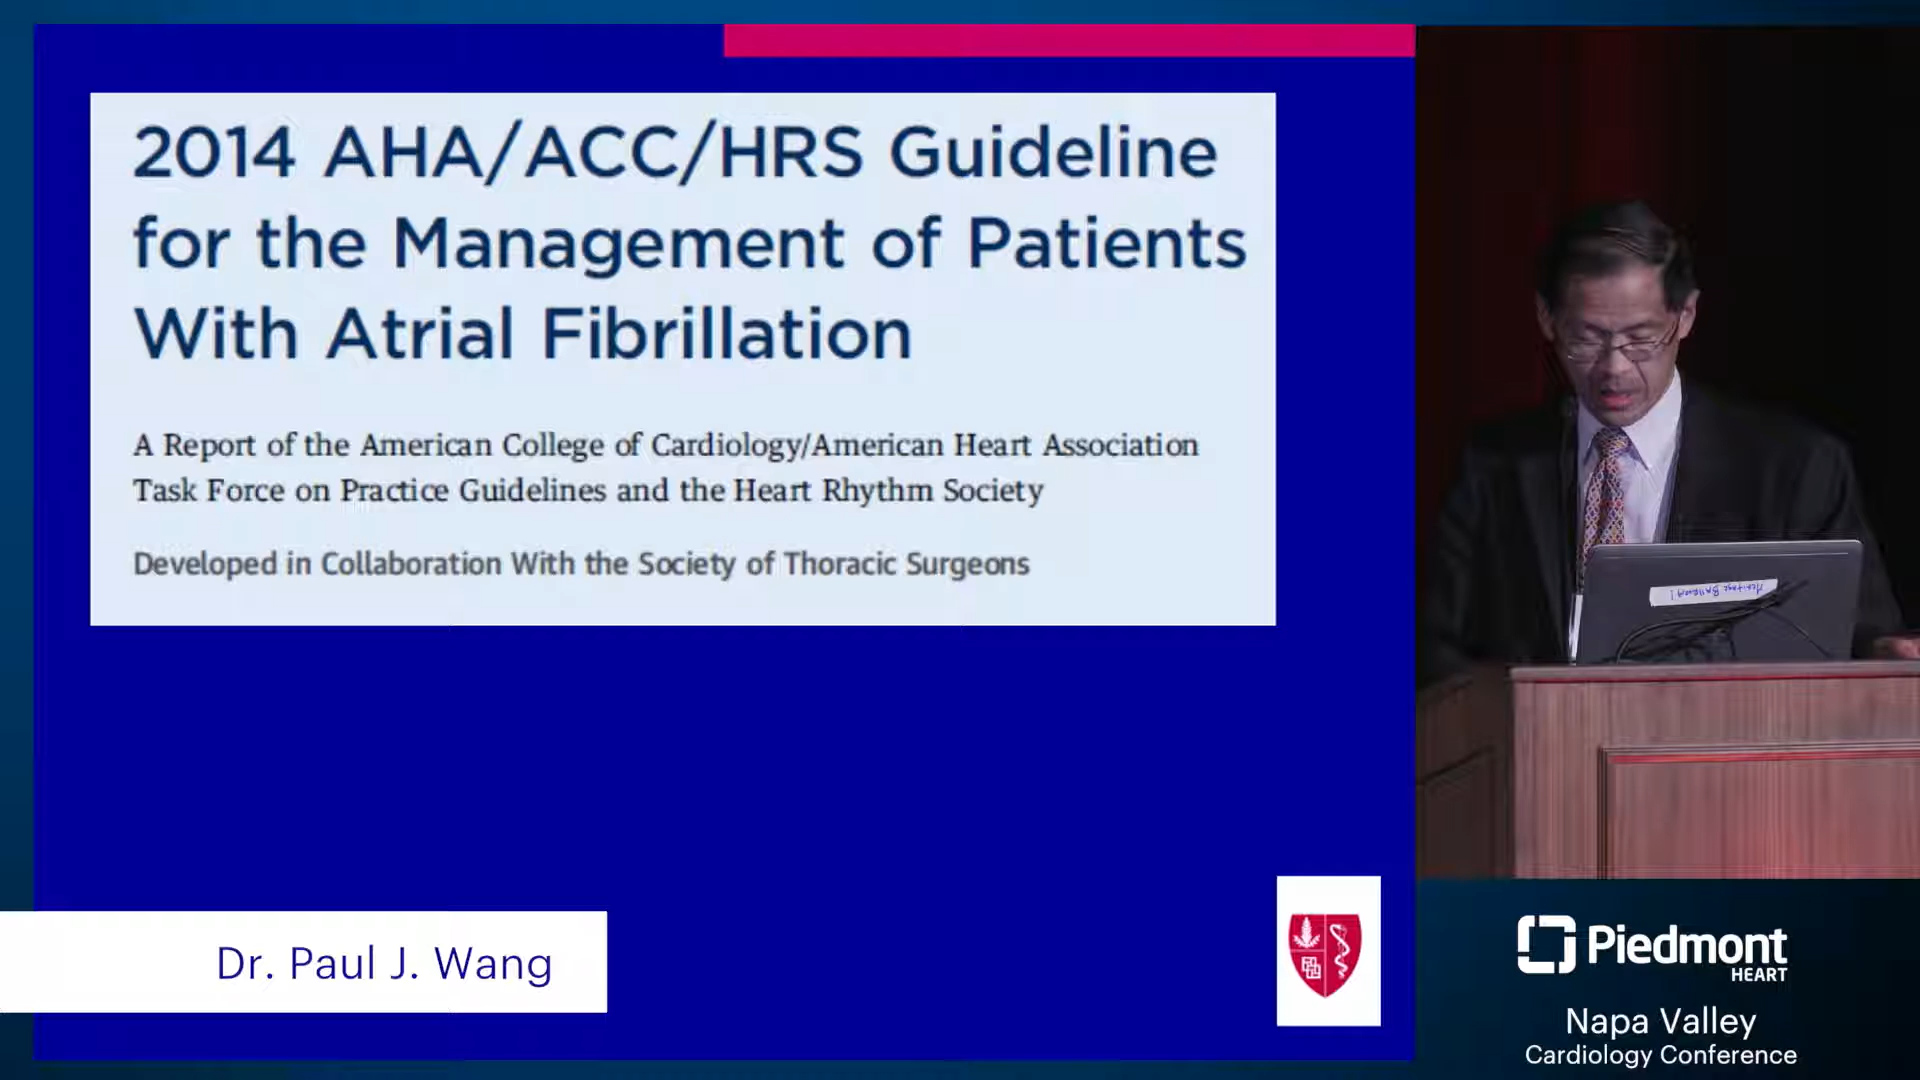 2014 AHA/ACC/HRS Guideline
for the Management of Patients
With Atrial Fibrillation
A Report of the American College of Cardiology/American Heart Association
Task Force on Practice Guidelines and the Heart Rhythm Society
Developed in Collaboration With the Society of Thoracic Surgeons
Dr. Paul J. Wang
Piedmont
HEART
Napa Valley
Cardiology Conference